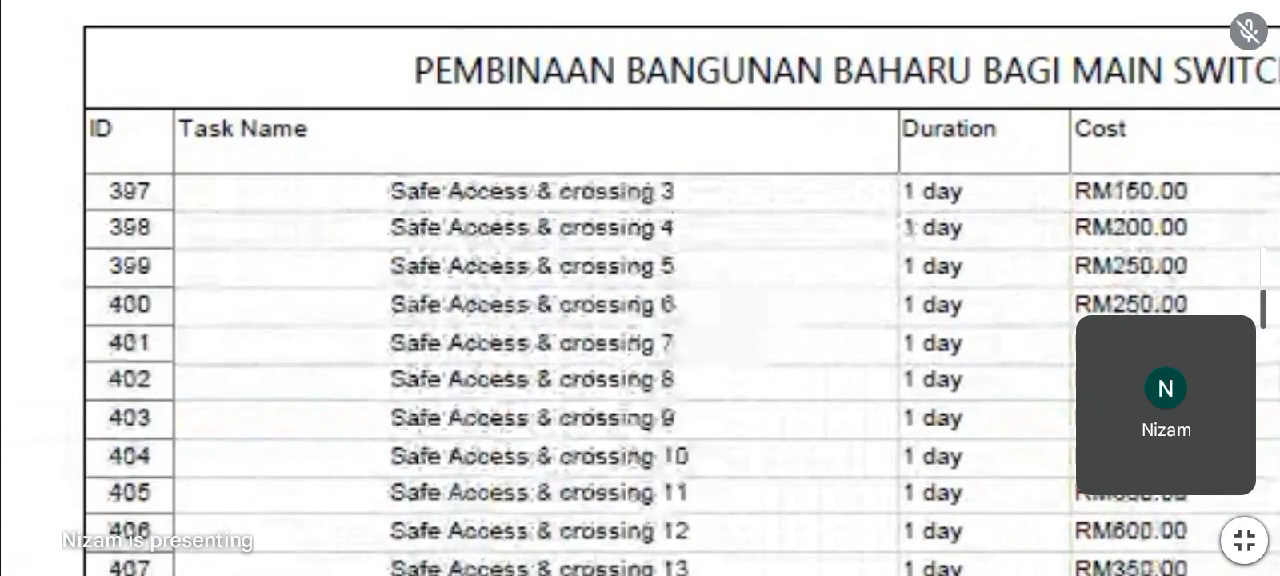 PEMBINAAN BANGUNAN BAHARU BAGI MAIN SWITC
ID Task Name Duration Cost
397 Safe Access & crossing 3 1 day RM150.00
398 Safe Access & crossing 4 1 day RM200.00
399 Safe Access & crossing 5 1 day RM250.00
400 Safe Access & crossing 6 1 day RM250.00
401 Safe Access & crossing 7 1 day
402 Safe Access & crossing 8 1 day
403 Safe Access & crossing 9 1 day
404 Safe Access & crossing 10 1 day
405 Safe Access & crossing 11 1 day
406 Safe Access & crossing 12 1 day RM600.00
407 Safe Access & crossing 13 1 day RM350.00
N
Nizam
Nizam is presenting